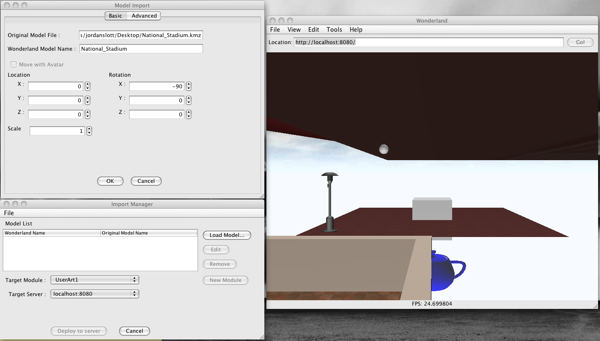 Model Import
Basic Advanced
Original Model File : s/jordanslott/Desktop/National_Stadium.kmz
Wonderland Model Name : National_Stadium
Move with Avatar
Location Rotation
X : 0 X : -90
Y : 0 Y : 0
Z : 0 Z : 0
Scale 1
OK Cancel
Import Manager
File
Model List
Wonderland Name Original Model Name
Load Model...
Edit
Remove
Target Module : UserArt1 New Module
Target Server : localhost:8080
Deploy to server Cancel
Wonderland
File View Edit Tools Help
Location: http://localhost:8080/ Go!
FPS: 24.699804